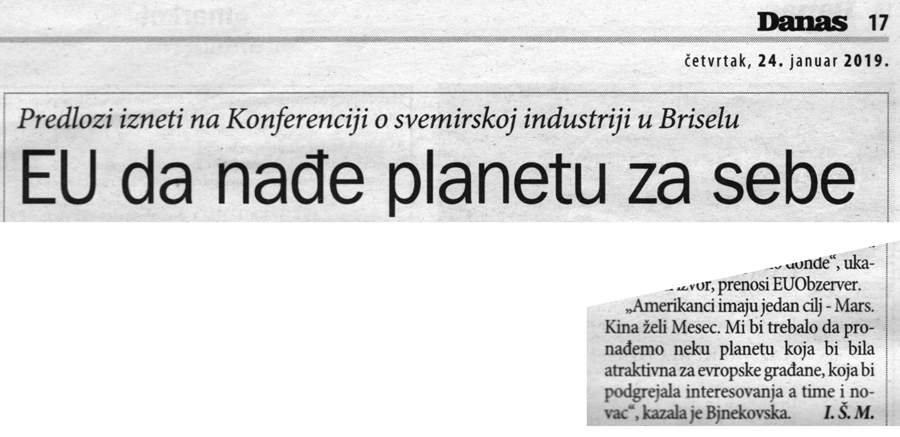 Danas 17
četvrtak, 24. januar 2019.
Predlozi izneti na Konferenciji o svemirskoj industriji u Briselu
EU da nađe planetu za sebe
donde“, uka-
izvor, prenosi EUObzerver.
„Amerikanci imaju jedan cilj - Mars.
Kina želi Mesec. Mi bi trebalo da pro-
nađemo neku planetu koja bi bila
atraktivna za evropske građane, koja bi
podgrejala interesovanja a time i no-
vac“, kazala je Bjnekovska. I. Š. M.